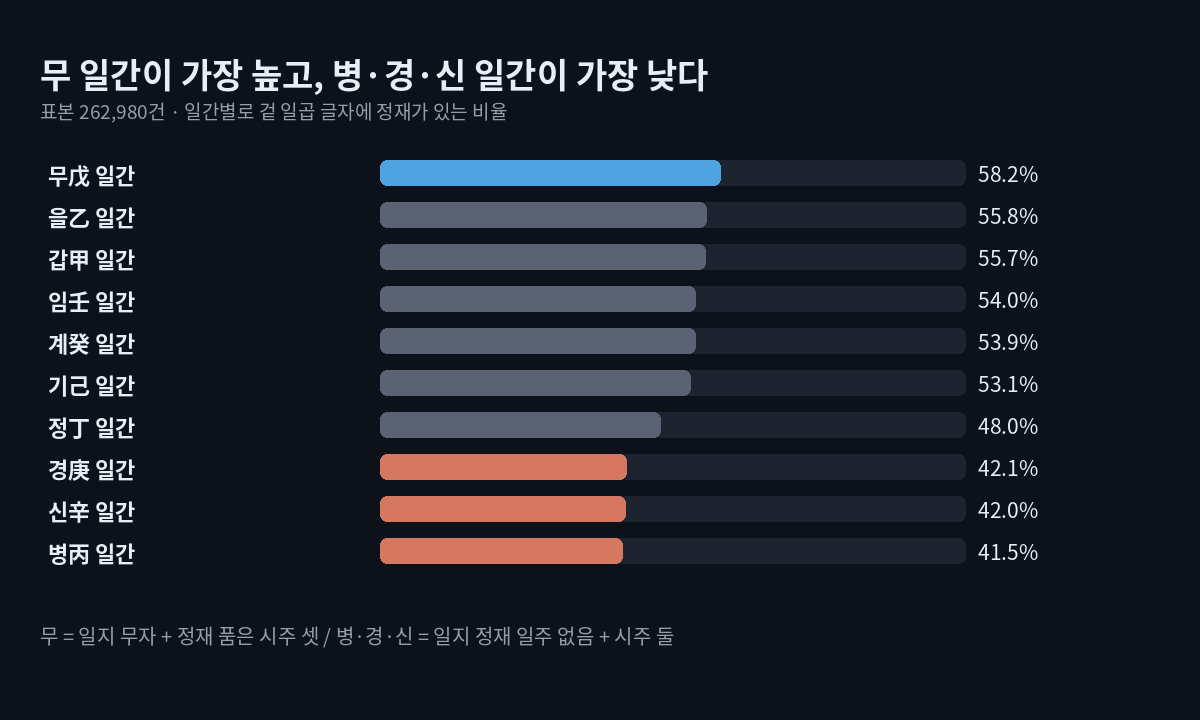 무 일간이 가장 높고, 병·경·신 일간이 가장 낮다
표본 262,980건 · 일간별로 겉 일곱 글자에 정재가 있는 비율
무戊 일간 58.2%
을乙 일간 55.8%
갑甲 일간 55.7%
임壬 일간 54.0%
계癸 일간 53.9%
기己 일간 53.1%
정丁 일간 48.0%
경庚 일간 42.1%
신辛 일간 42.0%
병丙 일간 41.5%
무 = 일지 무자 + 정재 품은 시주 셋 / 병·경·신 = 일지 정재 일주 없음 + 시주 둘